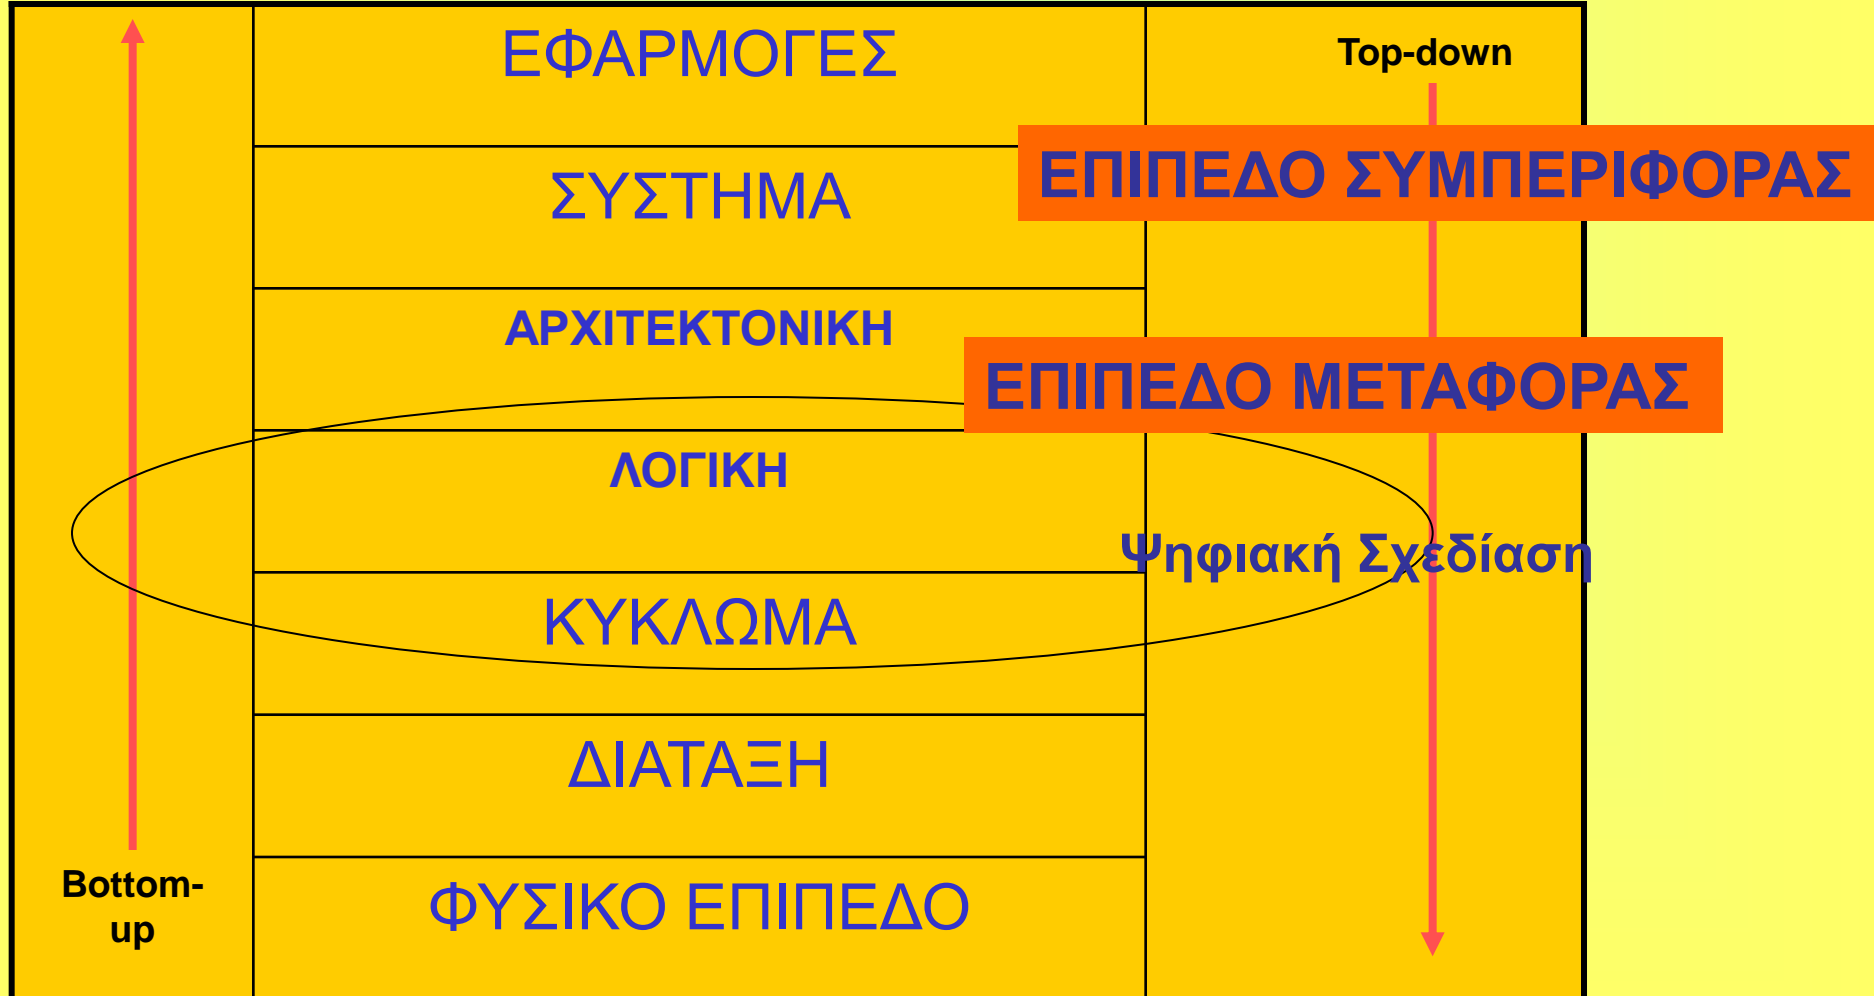 ΕΦΑΡΜΟΓΕΣ
Top-down
ΕΠΙΠΕΔΟ ΣΥΜΠΕΡΙΦΟΡΑΣ
ΣΥΣΤΗΜΑ
ΑΡΧΙΤΕΚΤΟΝΙΚΗ
ΕΠΙΠΕΔΟ ΜΕΤΑΦΟΡΑΣ
ΛΟΓΙΚΗ
Ψηφιακή Σχεδίαση
ΚΥΚΛΩΜΑ
ΔΙΑΤΑΞΗ
Bottom-
up
ΦΥΣΙΚΟ ΕΠΙΠΕΔΟ